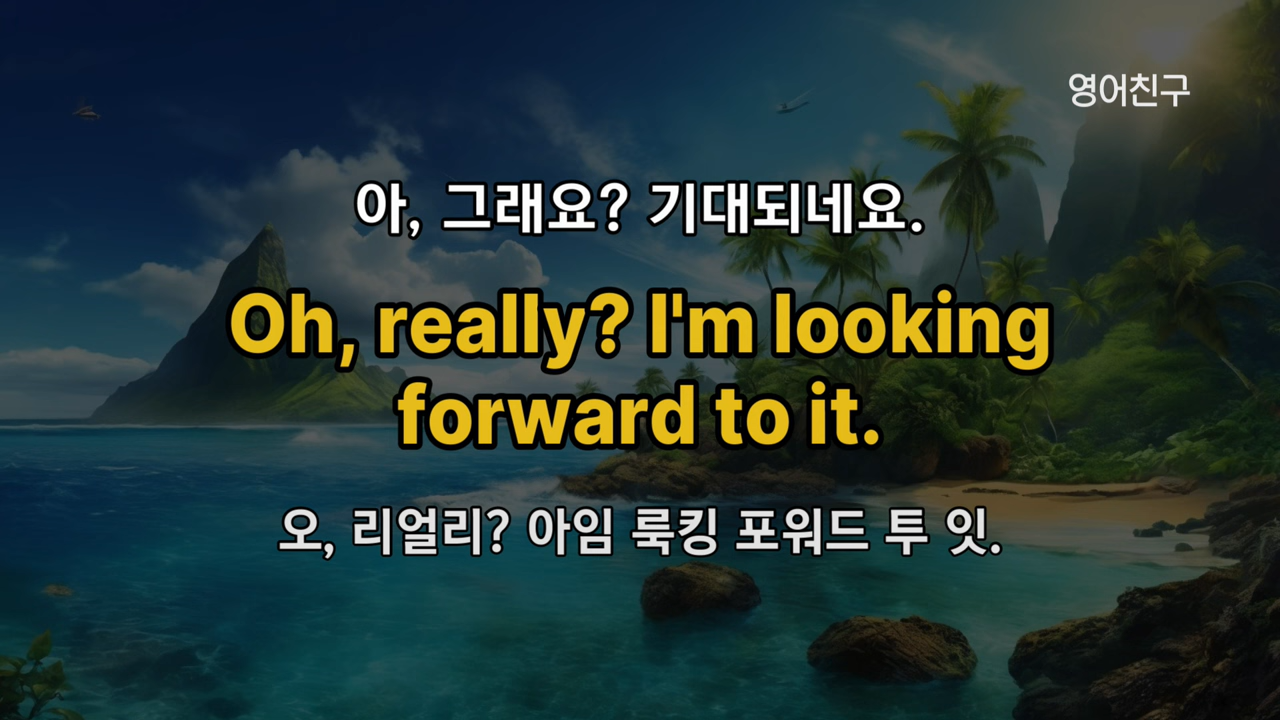 영어친구
아, 그래요? 기대되네요.
Oh, really? I'm looking
forward to it.
오, 리얼리? 아임 룩킹 포워드 투 잇.